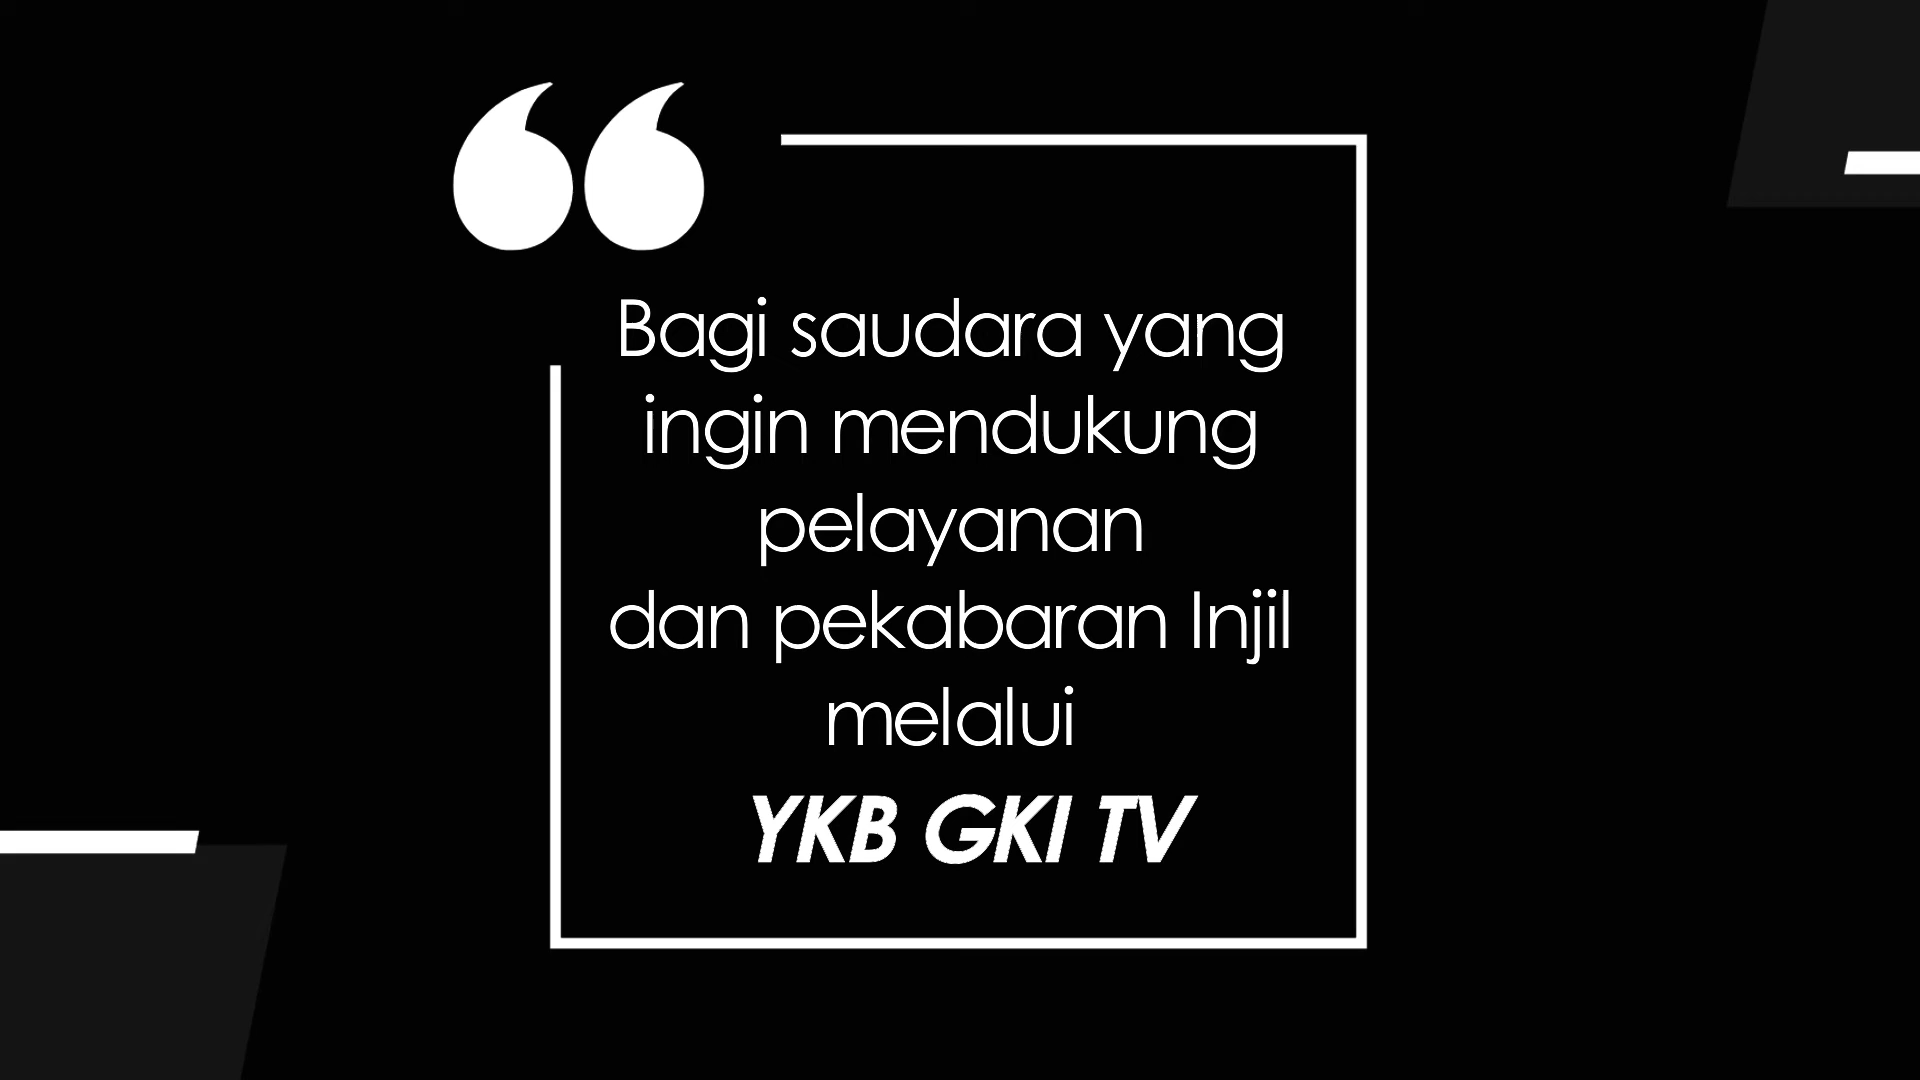 Bagi saudara yang
ingin mendukung
pelayanan
dan pekabaran Injil
melalui
YKB GKI TV